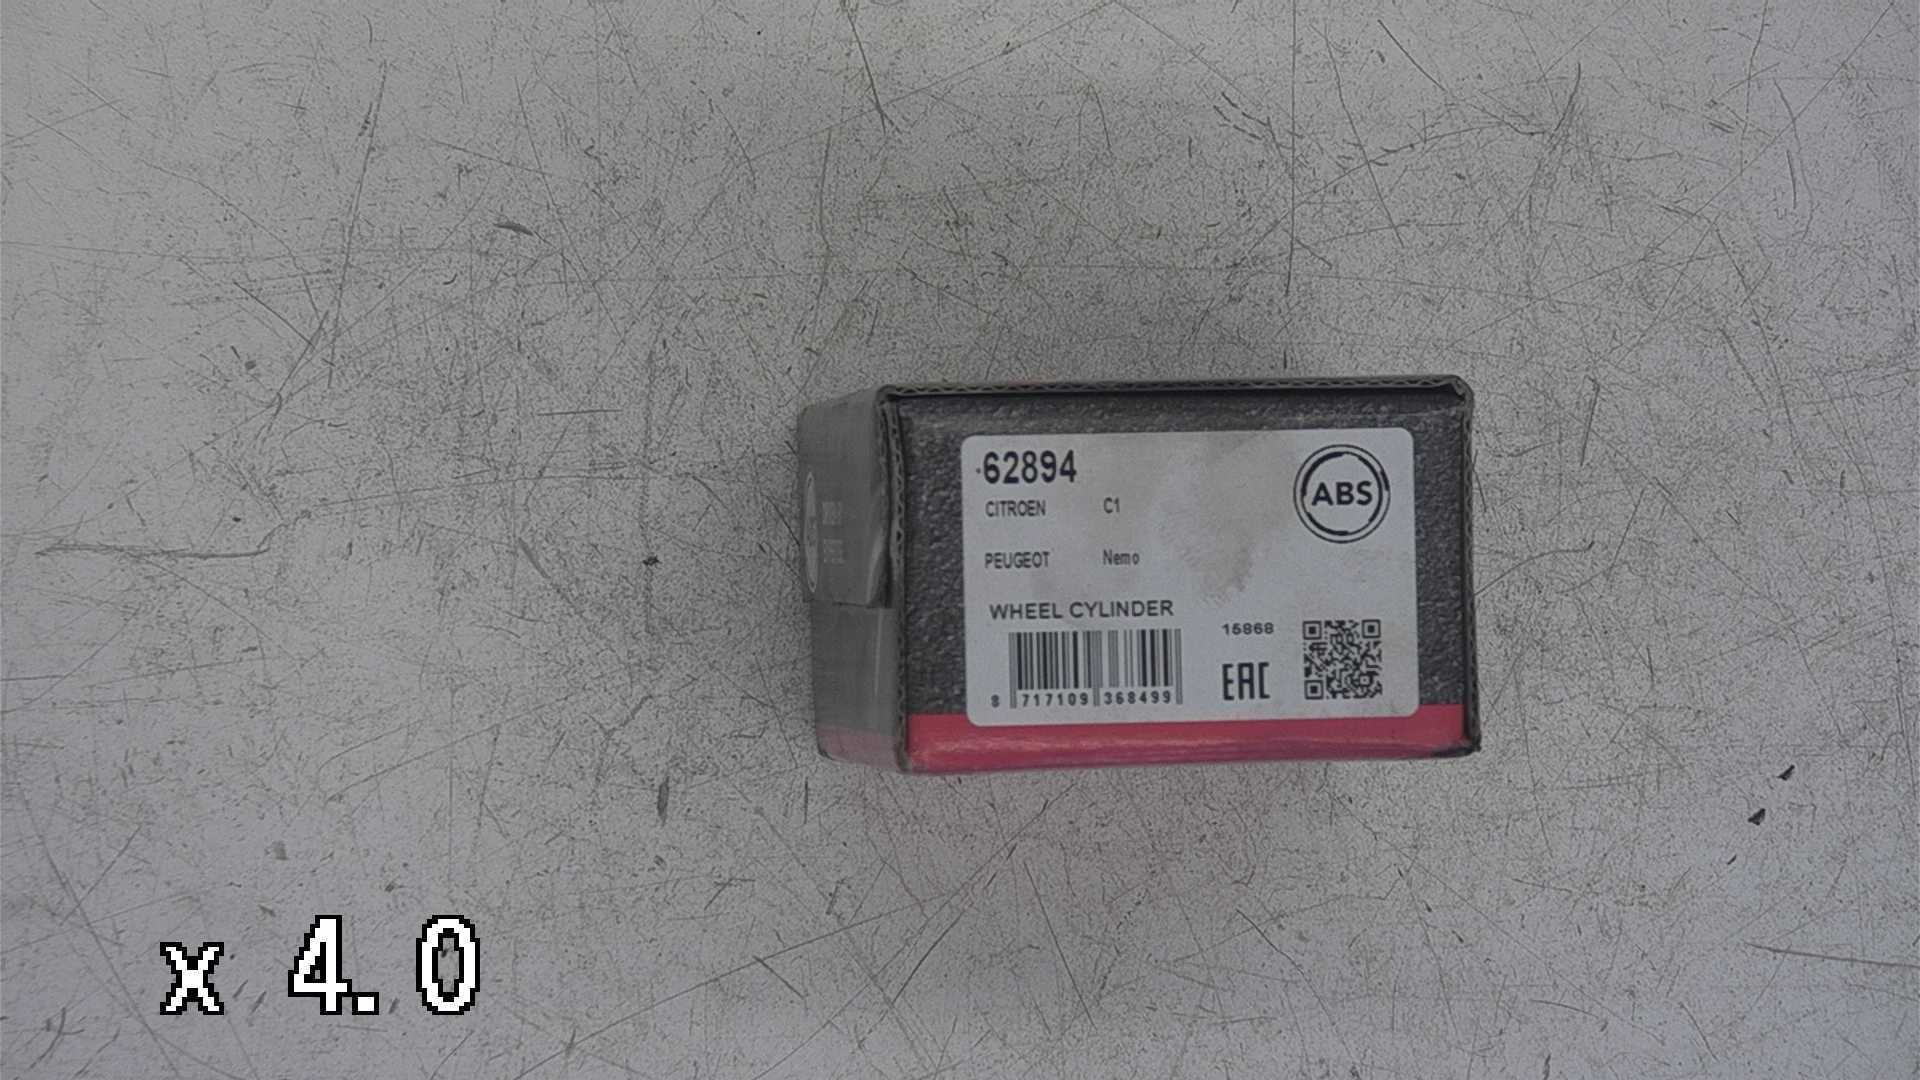 62894
ABS
CITROEN C1
PEUGEOT Nemo
WHEEL CYLINDER
15868
8 717109 368499
EAC
x 4.0